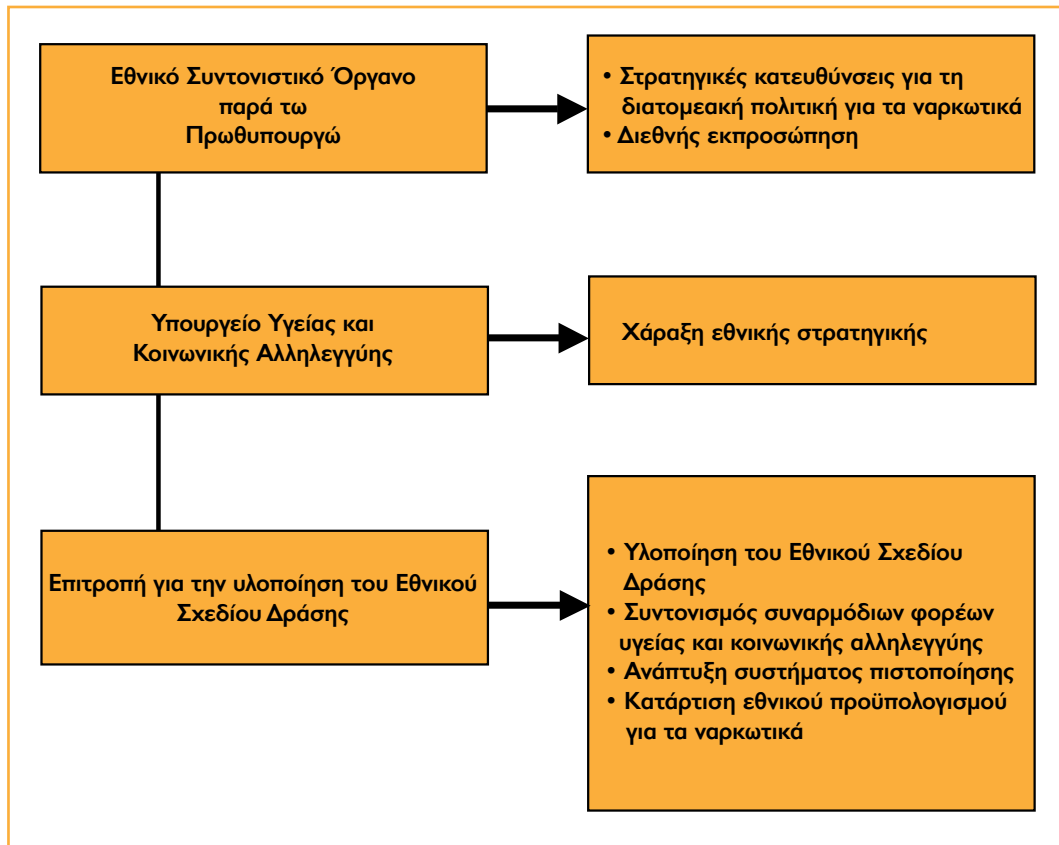 Εθνικό Συντονιστικό Όργανο
παρά τω
Πρωθυπουργώ
• Στρατηγικές κατευθύνσεις για τη
διατομεακή πολιτική για τα ναρκωτικά
• Διεθνής εκπροσώπηση
Υπουργείο Υγείας και
Κοινωνικής Αλληλεγγύης
Χάραξη εθνικής στρατηγικής
Επιτροπή για την υλοποίηση του Εθνικού
Σχεδίου Δράσης
• Υλοποίηση του Εθνικού Σχεδίου
Δράσης
• Συντονισμός συναρμόδιων φορέων
υγείας και κοινωνικής αλληλεγγύης
• Ανάπτυξη συστήματος πιστοποίησης
• Κατάρτιση εθνικού προϋπολογισμού
για τα ναρκωτικά